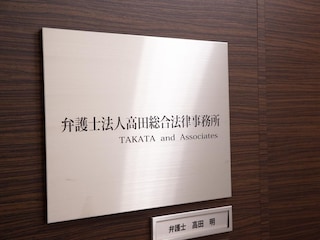 弁護士法人高田総合法律事務所
TAKATA and Associates
弁護士 高田 明